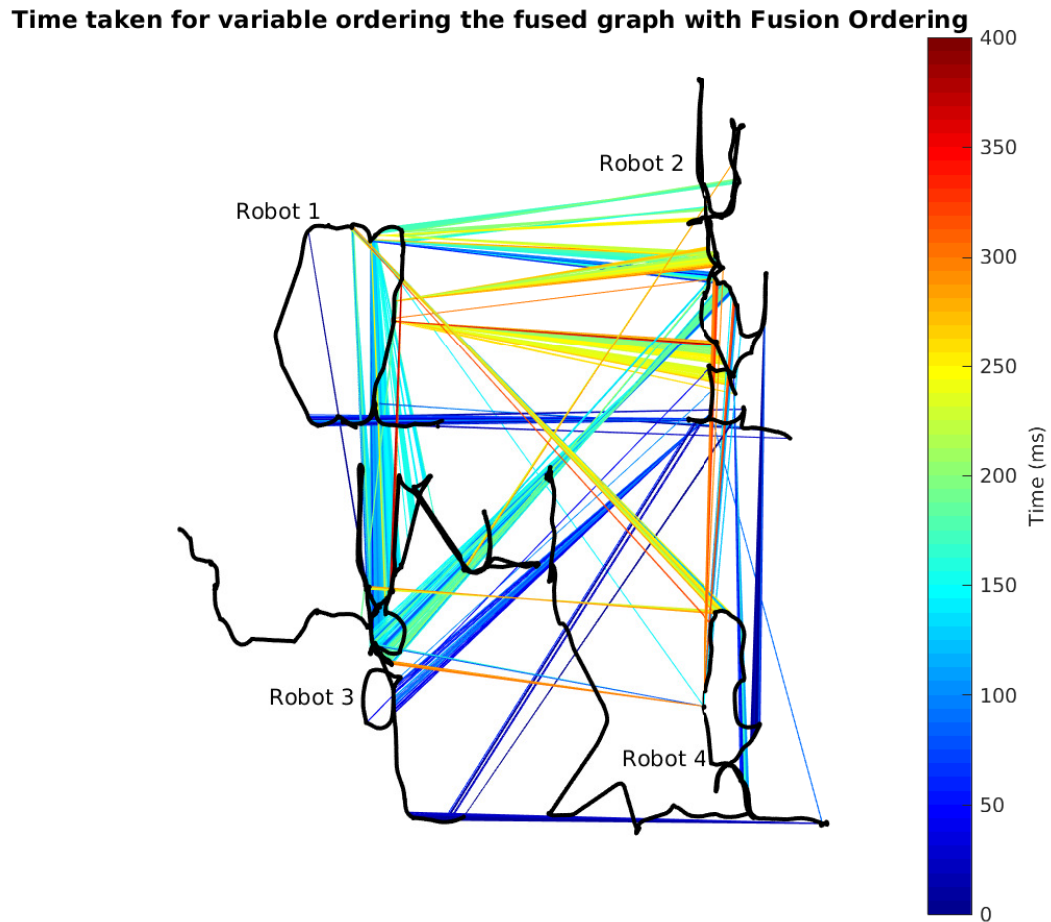 Time taken for variable ordering the fused graph with Fusion Ordering
Robot 1
Robot 2
Robot 3
Robot 4
400
350
300
250
200
150
100
50
0
Time (ms)